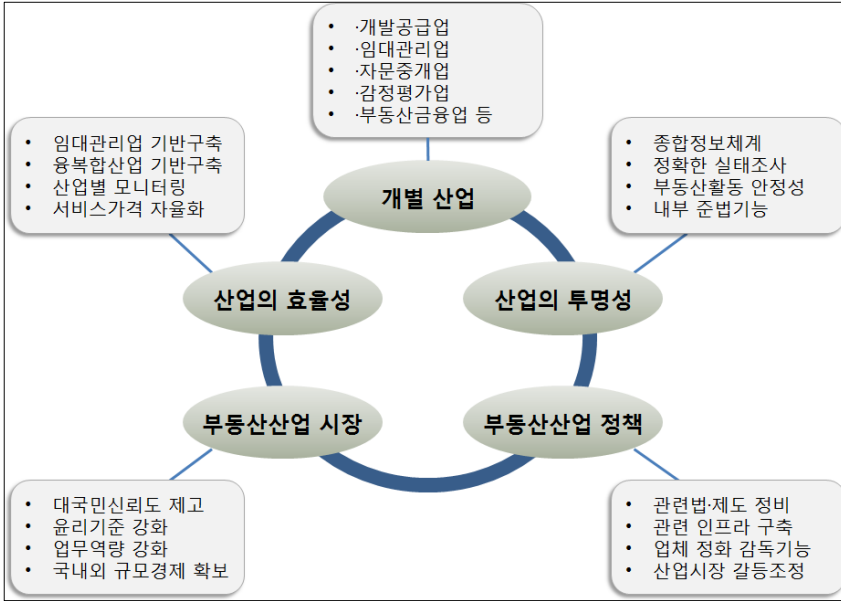 • ·개발공급업
• ·임대관리업
• ·자문중개업
• ·감정평가업
• ·부동산금융업 등
• 임대관리업 기반구축
• 융복합산업 기반구축
• 산업별 모니터링
• 서비스가격 자율화
• 종합정보체계
• 정확한 실태조사
• 부동산활동 안정성
• 내부 준법기능
개별 산업
산업의 효율성
산업의 투명성
부동산산업 시장
부동산산업 정책
• 대국민신뢰도 제고
• 윤리기준 강화
• 업무역량 강화
• 국내외 규모경제 확보
• 관련법·제도 정비
• 관련 인프라 구축
• 업체 정화 감독기능
• 산업시장 갈등조정